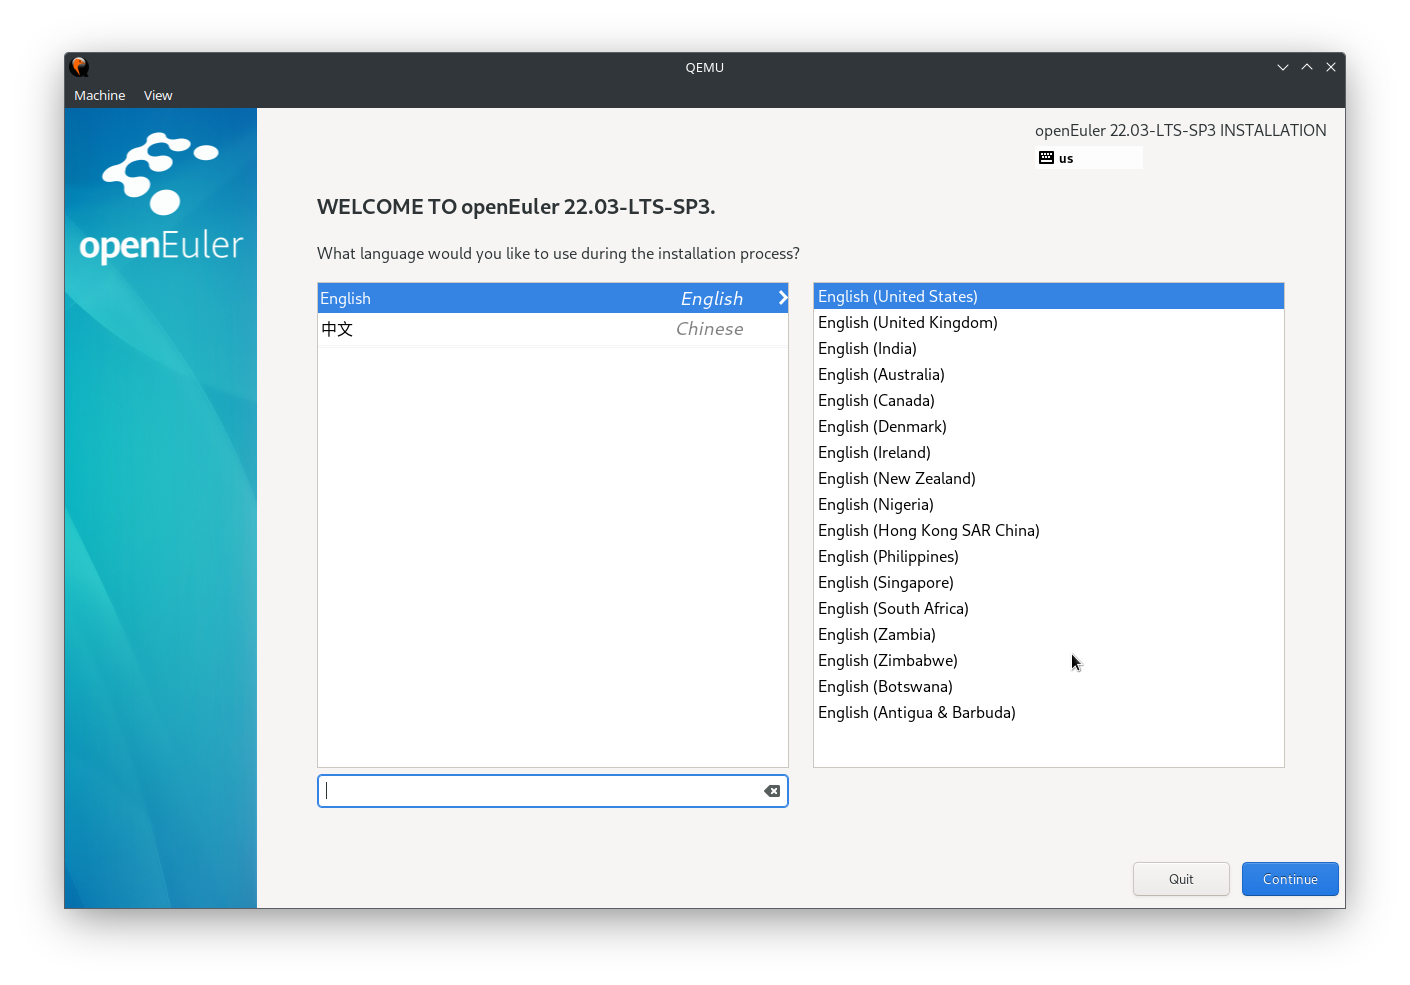 QEMU
Machine View
openEuler
openEuler 22.03-LTS-SP3 INSTALLATION
us
WELCOME TO openEuler 22.03-LTS-SP3.
What language would you like to use during the installation process?
English English
中文 Chinese
English (United States)
English (United Kingdom)
English (India)
English (Australia)
English (Canada)
English (Denmark)
English (Ireland)
English (New Zealand)
English (Nigeria)
English (Hong Kong SAR China)
English (Philippines)
English (Singapore)
English (South Africa)
English (Zambia)
English (Zimbabwe)
English (Botswana)
English (Antigua & Barbuda)
Quit Continue